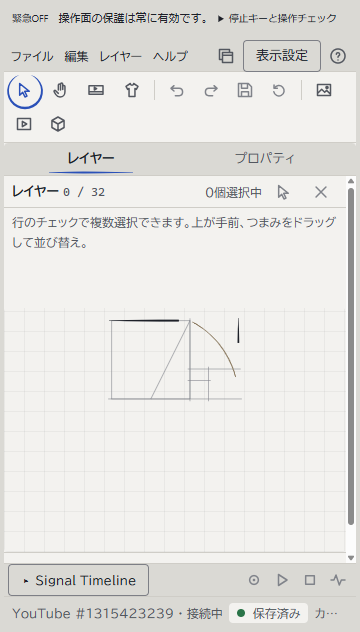 緊急OFF 操作面の保護は常に有効です。 ▶ 停止キーと操作チェック
ファイル 編集 レイヤー ヘルプ 表示設定
レイヤー プロパティ
レイヤー 0 / 32 0個選択中
行のチェックで複数選択できます。上が手前、つまみをドラッグ
して並び替え。
▸ Signal Timeline
YouTube #1315423239・接続中 保存済み カ…